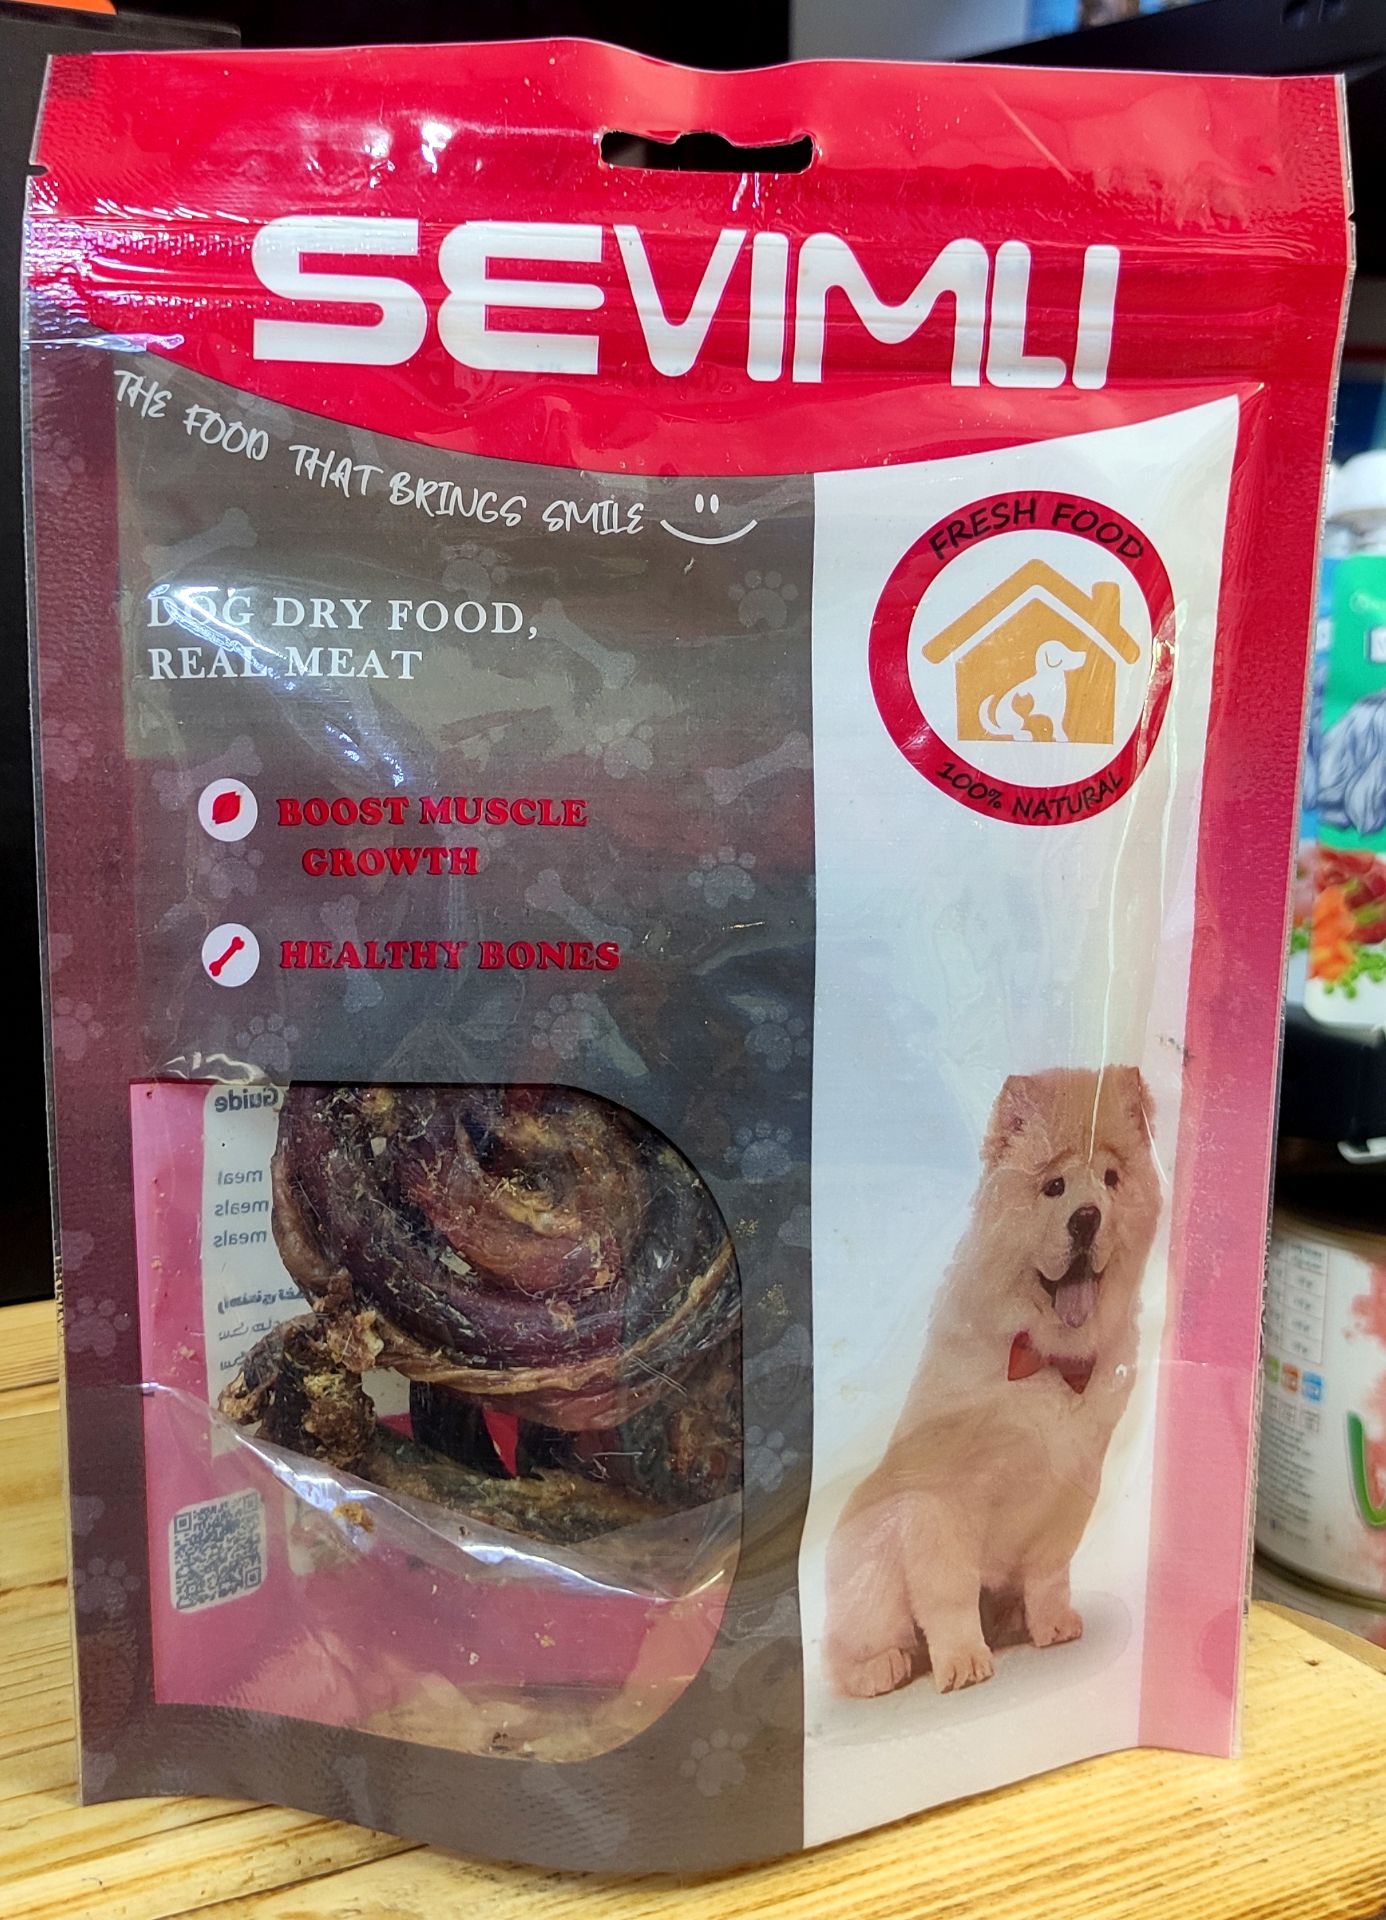 SEVIMLI
THE FOOD THAT BRINGS SMILE
DOG DRY FOOD,
REAL MEAT
FRESH FOOD
100% NATURAL
BOOST MUSCLE
GROWTH
HEALTHY BONES
Guide
meal
meals
meals